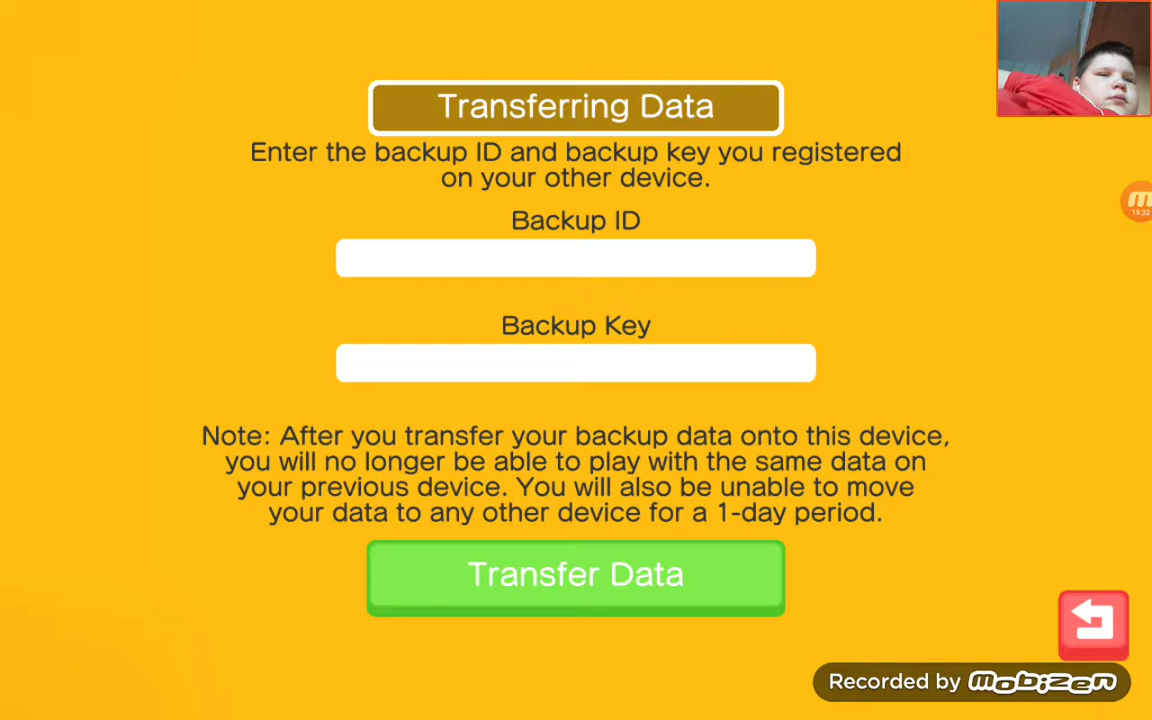 Transferring Data
Enter the backup ID and backup key you registered
on your other device.
Backup ID
Backup Key
Note: After you transfer your backup data onto this device,
you will no longer be able to play with the same data on
your previous device. You will also be unable to move
your data to any other device for a 1-day period.
Transfer Data
m
19:32
Recorded by mobizen